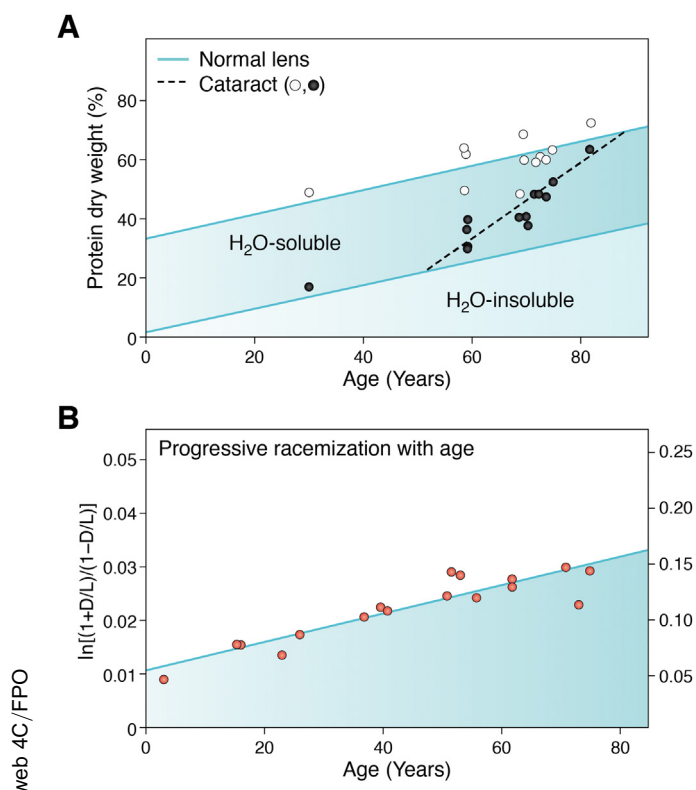 A
Normal lens
Cataract (○,●)
80
60
40
20
0
Protein dry weight (%)
H₂O-soluble
H₂O-insoluble
0 20 40 60 80
Age (Years)
B
Progressive racemization with age
0.05
0.04
0.03
0.02
0.01
0
ln[(1+D/L)/(1−D/L)]
0.25
0.20
0.15
0.10
0.05
0 20 40 60 80
Age (Years)
web 4C/FPO